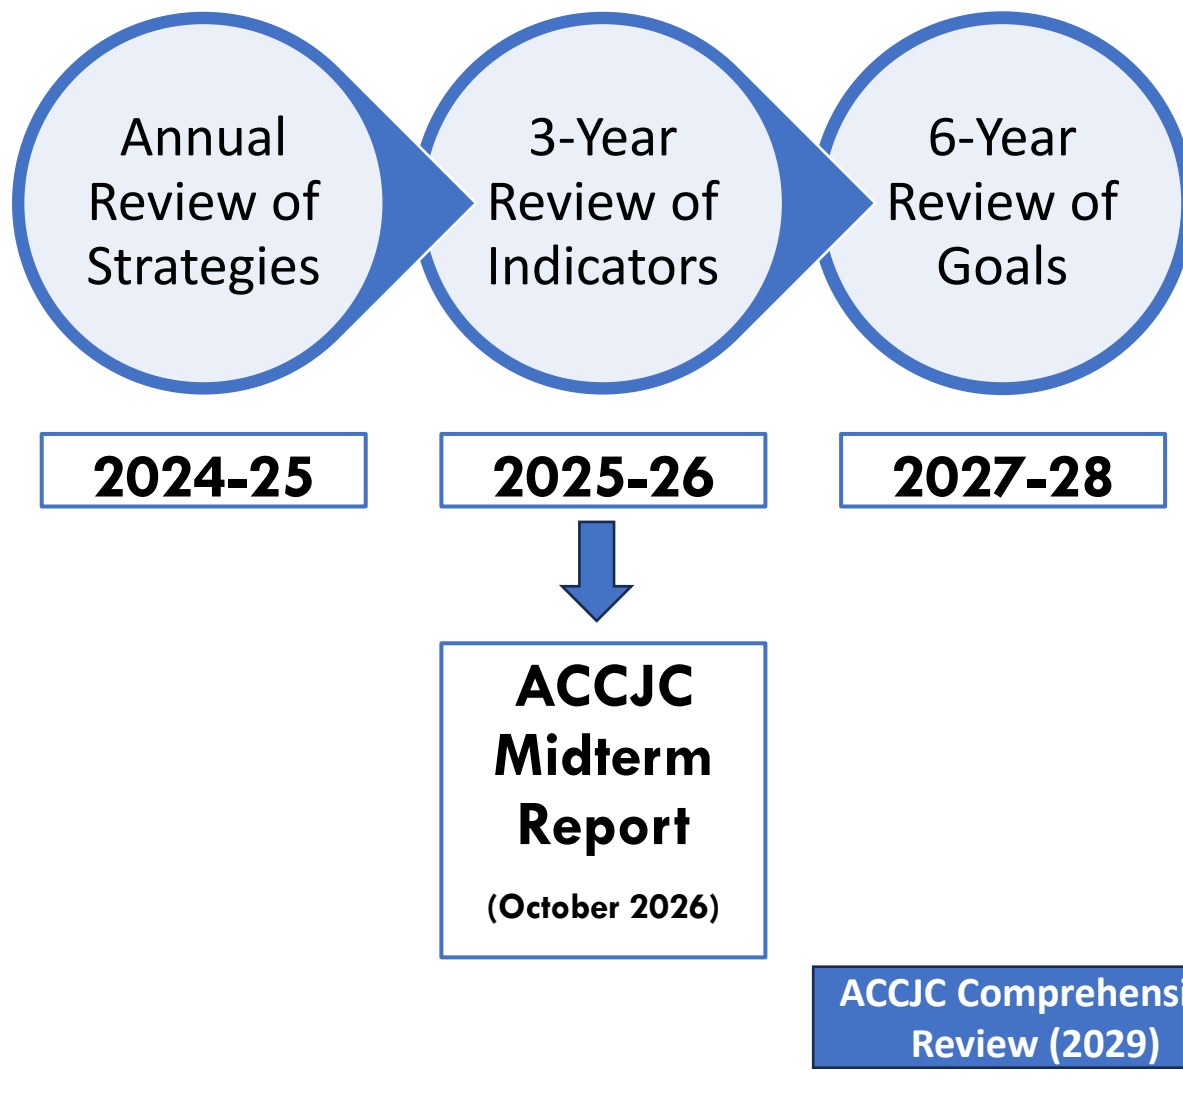 Annual
Review of
Strategies
3-Year
Review of
Indicators
6-Year
Review of
Goals
2024-25
2025-26
2027-28
ACCJC
Midterm
Report
(October 2026)
ACCJC Comprehensi
Review (2029)